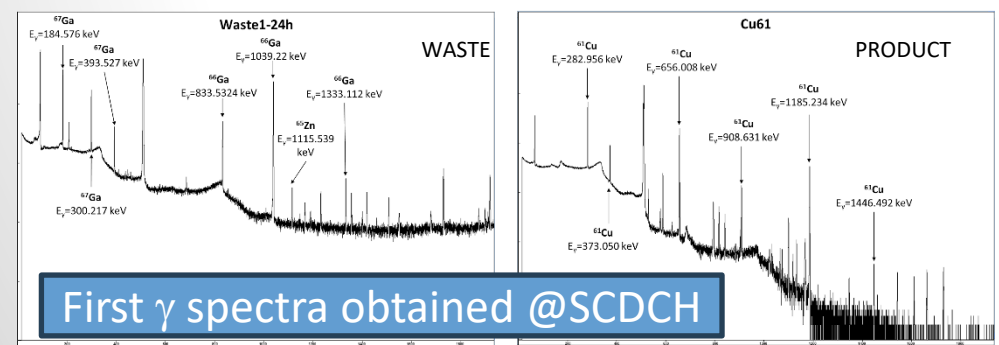 Waste1-24h
WASTE
⁶⁷Ga
Eγ=184.576 keV
⁶⁷Ga
Eγ=393.527 keV
⁶⁶Ga
Eγ=1039.22 keV
⁶⁶Ga
Eγ=833.5324 keV
⁶⁶Ga
Eγ=1333.112 keV
⁶⁵Zn
Eγ=1115.539
keV
⁶⁷Ga
Eγ=300.217 keV
Cu61
PRODUCT
⁶¹Cu
Eγ=282.956 keV
⁶¹Cu
Eγ=656.008 keV
⁶¹Cu
Eγ=1185.234 keV
⁶¹Cu
Eγ=908.631 keV
⁶¹Cu
Eγ=1446.492 keV
⁶¹Cu
Eγ=373.050 keV
First γ spectra obtained @SCDCH